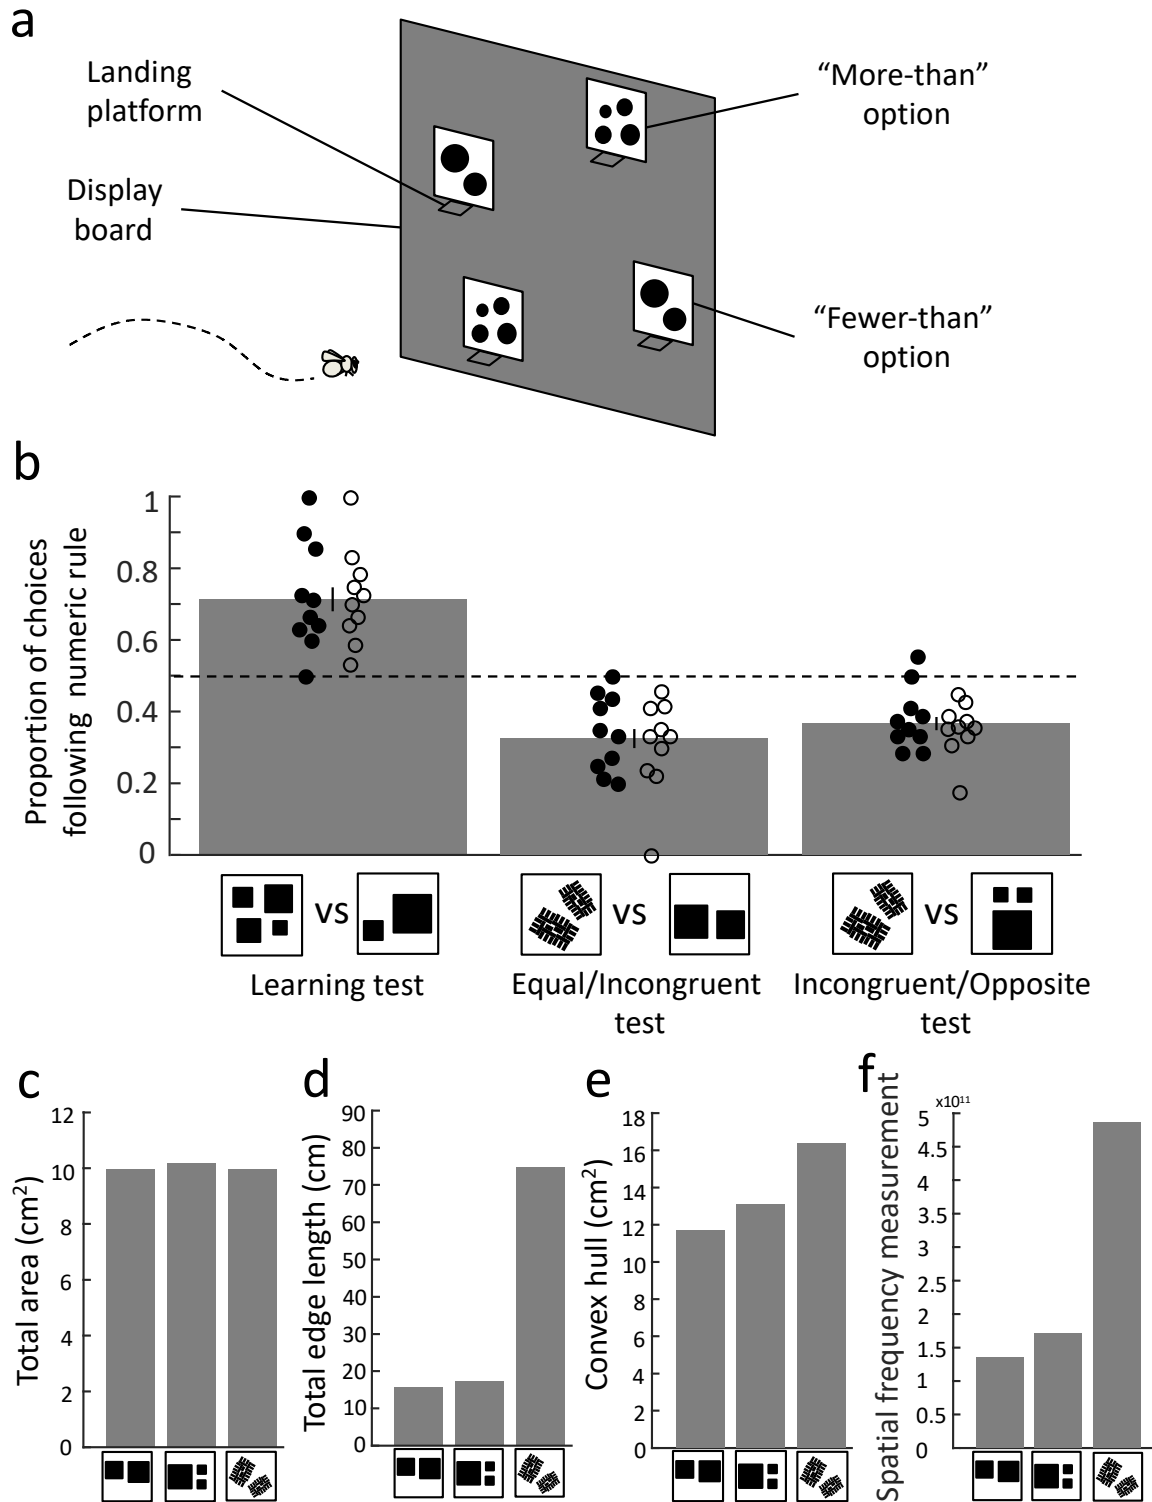 a
Landing
platform
Display
board
“More-than”
option
“Fewer-than”
option
b
Proportion of choices
following numeric rule
1
0.8
0.6
0.4
0.2
0
vs
vs
vs
Learning test
Equal/Incongruent
test
Incongruent/Opposite
test
c
Total area (cm²)
12
10
8
6
4
2
0
d
Total edge length (cm)
90
80
70
60
50
40
30
20
10
0
e
Convex hull (cm²)
18
16
14
12
10
8
6
4
2
0
f
Spatial frequency measurement
x10¹¹
5
4.5
4
3.5
3
2.5
2
1.5
1
0.5
0